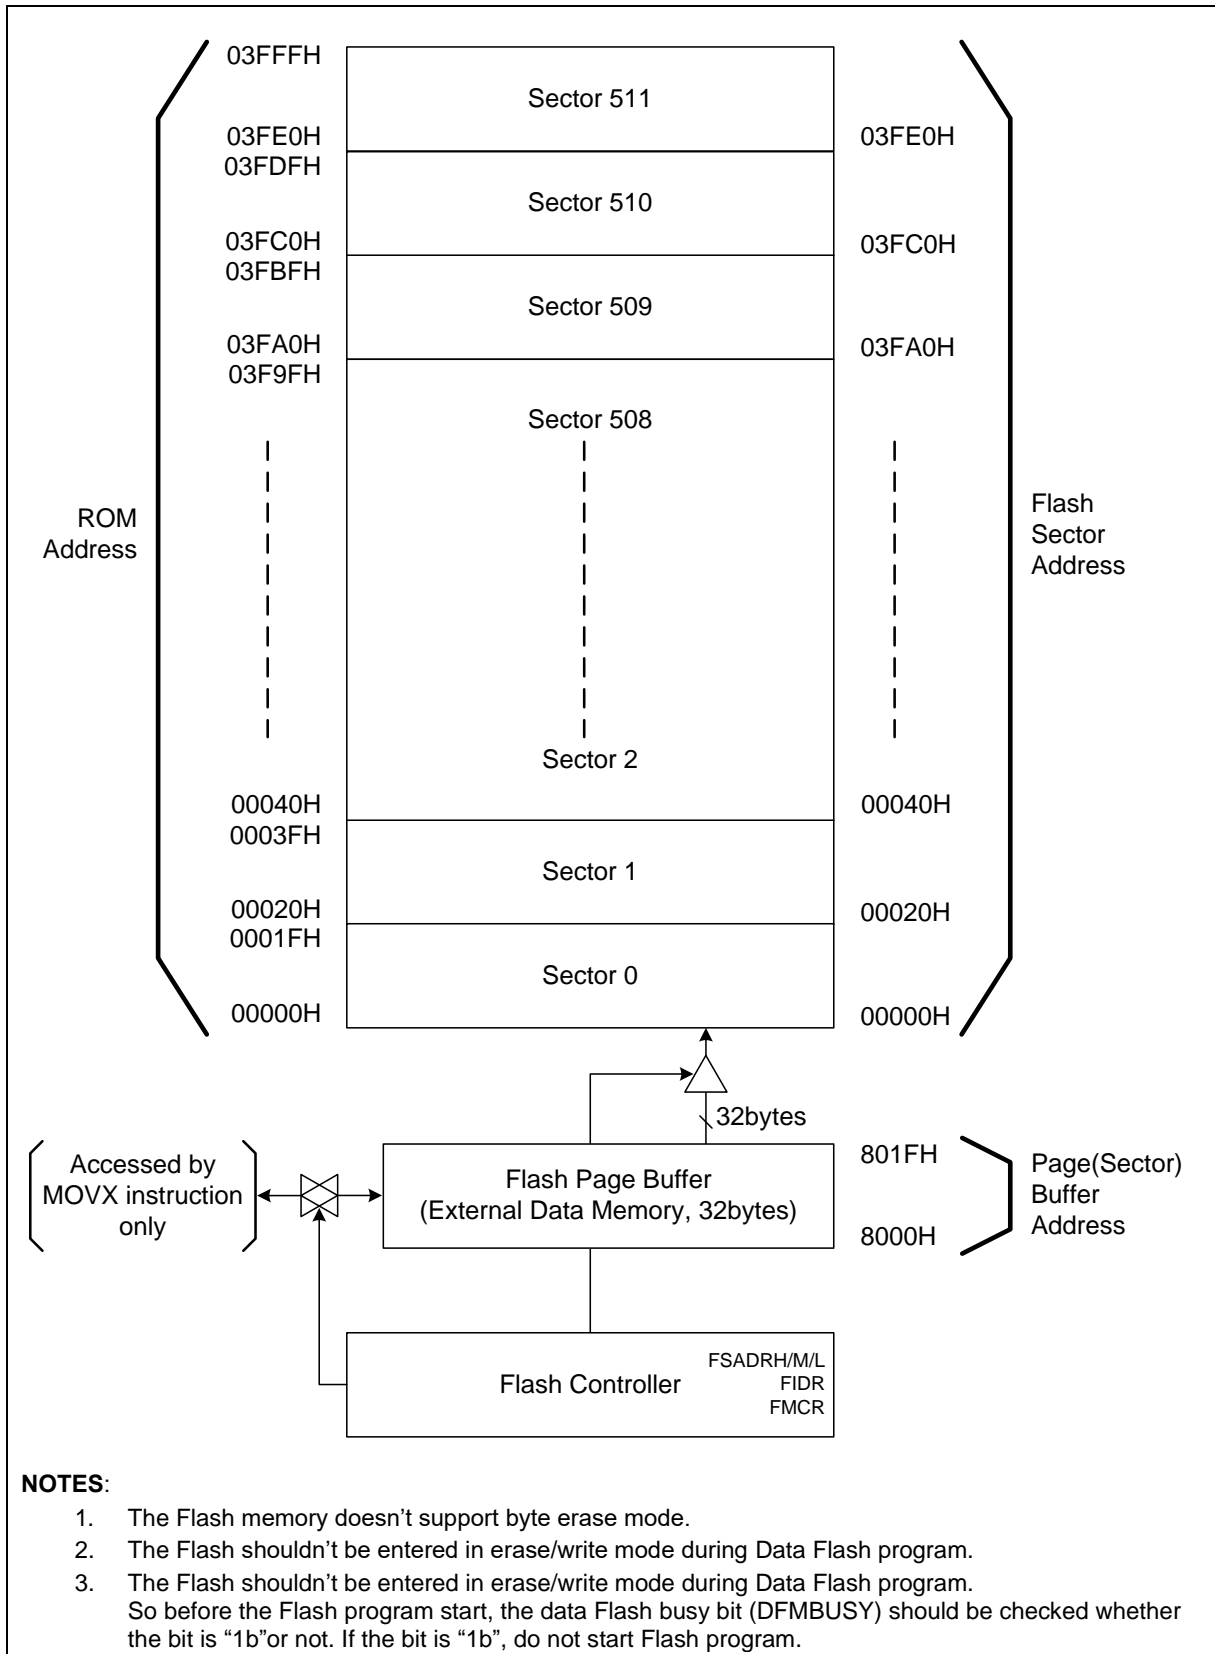 03FFFH
Sector 511
03FE0H
03FE0H
03FDFH
Sector 510
03FC0H
03FC0H
03FBFH
Sector 509
03FA0H
03FA0H
03F9FH
Sector 508
ROM
Address
Flash
Sector
Address
Sector 2
00040H
00040H
0003FH
Sector 1
00020H
00020H
0001FH
Sector 0
00000H
00000H
32bytes
Accessed by
MOVX instruction
only
Flash Page Buffer
(External Data Memory, 32bytes)
801FH
8000H
Page(Sector)
Buffer
Address
Flash Controller
FSADRH/M/L
FIDR
FMCR
NOTES:
1. The Flash memory doesn’t support byte erase mode.
2. The Flash shouldn’t be entered in erase/write mode during Data Flash program.
3. The Flash shouldn’t be entered in erase/write mode during Data Flash program.
So before the Flash program start, the data Flash busy bit (DFMBUSY) should be checked whether
the bit is “1b”or not. If the bit is “1b”, do not start Flash program.